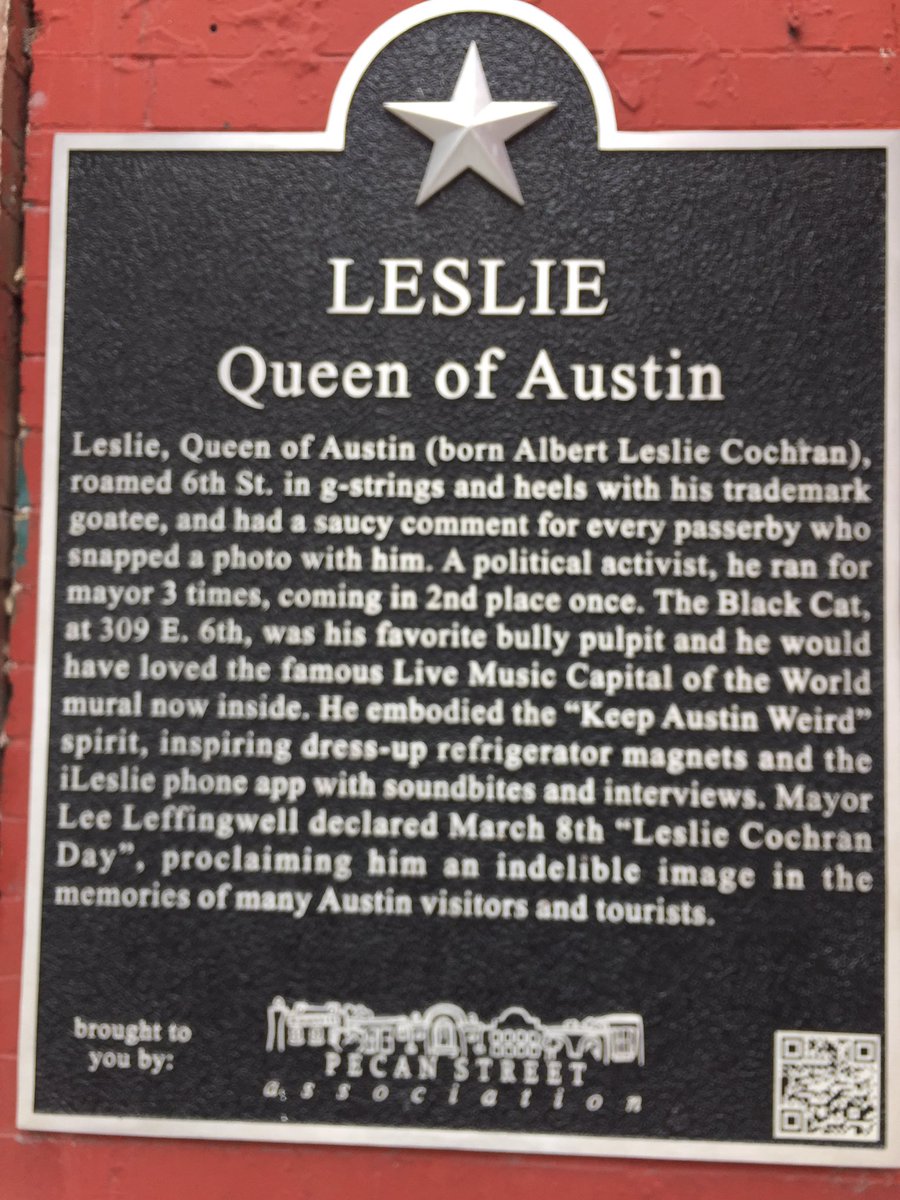 LESLIE
Queen of Austin
Leslie, Queen of Austin (born Albert Leslie Cochran),
roamed 6th St. in g-strings and heels with his trademark
goatee, and had a saucy comment for every passerby who
snapped a photo with him. A political activist, he ran for
mayor 3 times, coming in 2nd place once. The Black Cat,
at 309 E. 6th, was his favorite bully pulpit and he would
have loved the famous Live Music Capital of the World
mural now inside. He embodied the “Keep Austin Weird”
spirit, inspiring dress-up refrigerator magnets and the
iLeslie phone app with soundbites and interviews. Mayor
Lee Leffingwell declared March 8th “Leslie Cochran
Day”, proclaiming him an indelible image in the
memories of many Austin visitors and tourists.
brought to
you by:
PECAN STREET
association